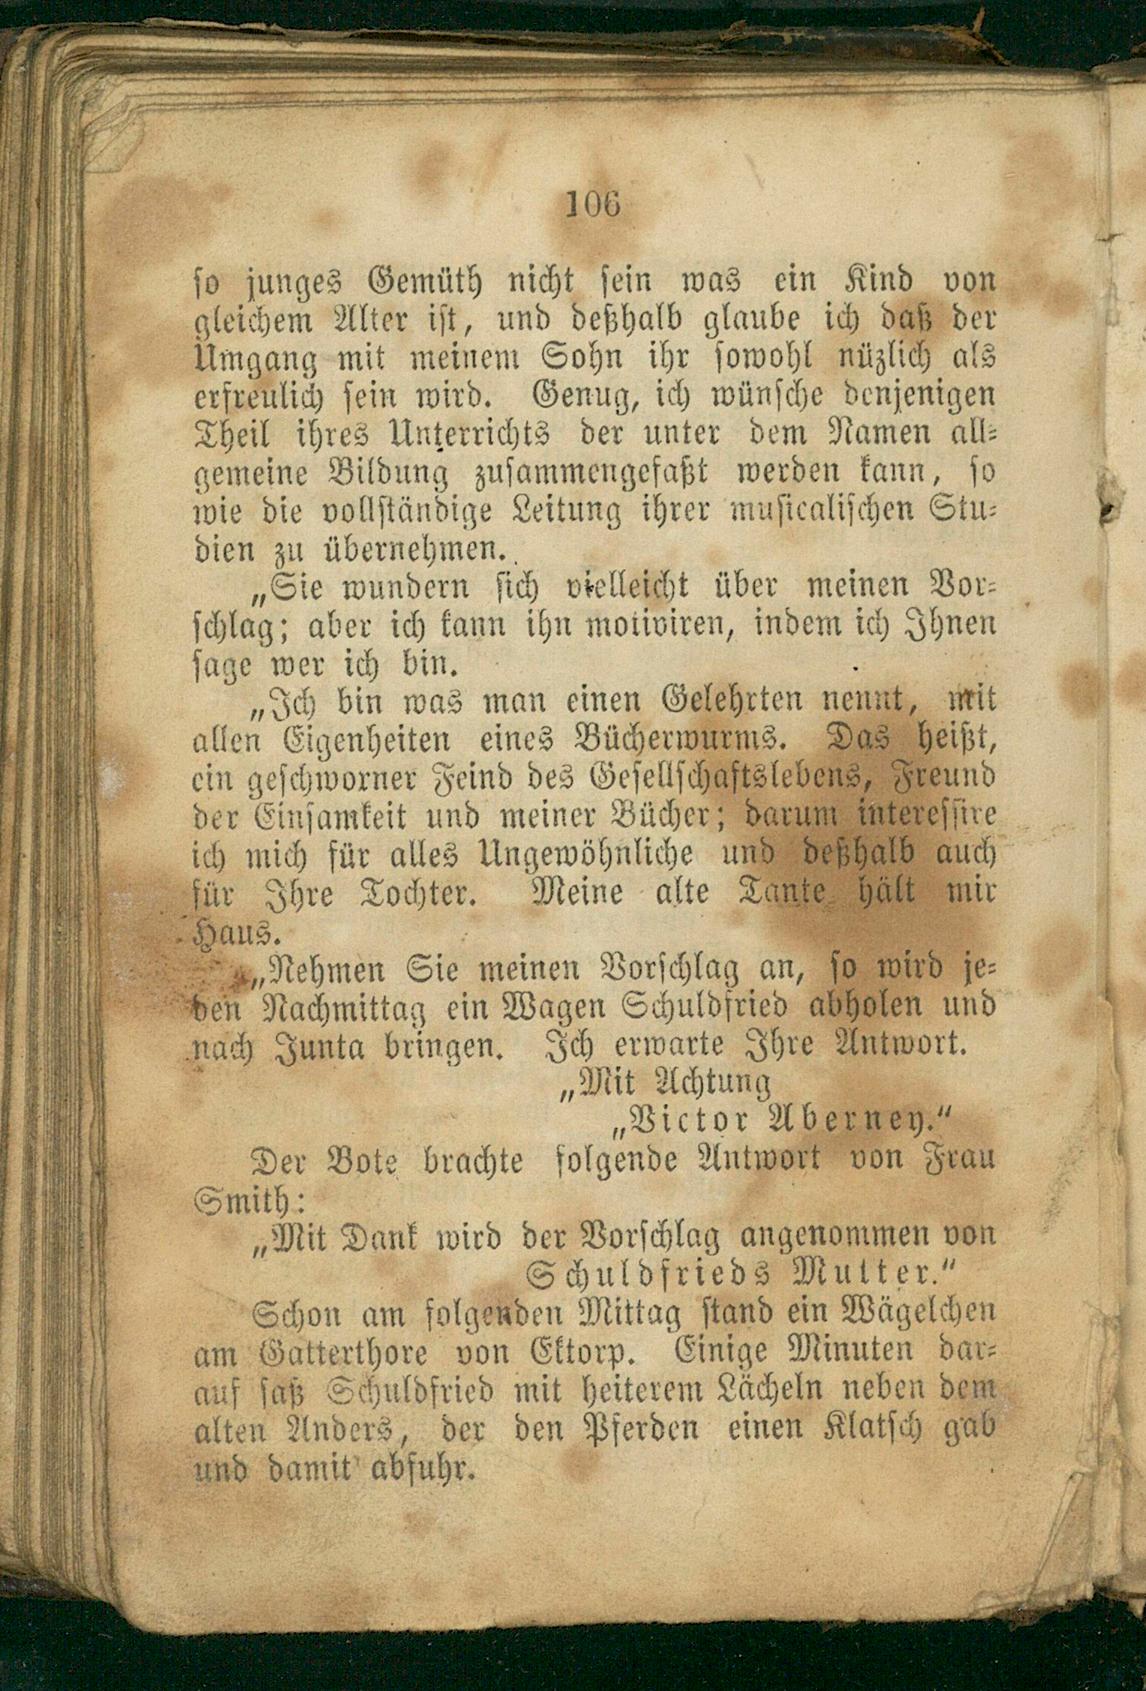 106
so junges Gemüth nicht sein was ein Kind von
gleichem Alter ist, und deßhalb glaube ich daß der
Umgang mit meinem Sohn ihr sowohl nüzlich als
erfreulich sein wird. Genug, ich wünsche denjenigen
Theil ihres Unterrichts der unter dem Namen all-
gemeine Bildung zusammengefaßt werden kann, so
wie die vollständige Leitung ihrer musicalischen Stu-
dien zu übernehmen.
„Sie wundern sich vielleicht über meinen Vor-
schlag; aber ich kann ihn motiviren, indem ich Ihnen
sage wer ich bin.
„Ich bin was man einen Gelehrten nennt, mit
allen Eigenheiten eines Bücherwurms. Das heißt,
ein geschworner Feind des Gesellschaftslebens, Freund
der Einsamkeit und meiner Bücher; darum interessire
ich mich für alles Ungewöhnliche und deßhalb auch
für Ihre Tochter. Meine alte Tante hält mir
Haus.
„Nehmen Sie meinen Vorschlag an, so wird je-
den Nachmittag ein Wagen Schuldfried abholen und
nach Junta bringen. Ich erwarte Ihre Antwort.
„Mit Achtung
„Victor Aberney.“
Der Bote brachte folgende Antwort von Frau
Smith:
„Mit Dank wird der Vorschlag angenommen von
Schuldfrieds Mutter.“
Schon am folgenden Mittag stand ein Wägelchen
am Gatterthore von Ektorp. Einige Minuten dar-
auf saß Schuldfried mit heiterem Lächeln neben dem
alten Anders, der den Pferden einen Klatsch gab
und damit abfuhr.